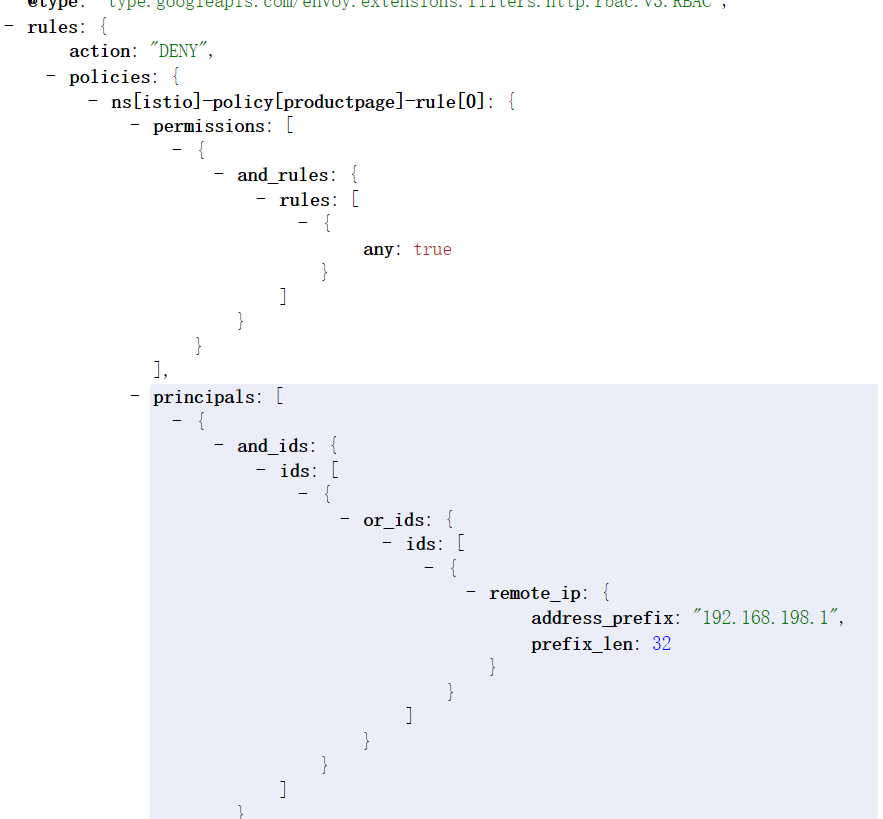 @type: "type.googleapis.com/envoy.extensions.filters.http.rbac.v3.RBAC",
- rules: {
action: "DENY",
- policies: {
- ns[istio]-policy[productpage]-rule[0]: {
- permissions: [
- {
- and_rules: {
- rules: [
- {
any: true
}
]
}
}
],
- principals: [
- {
- and_ids: {
- ids: [
- {
- or_ids: {
- ids: [
- {
- remote_ip: {
address_prefix: "192.168.198.1",
prefix_len: 32
}
}
]
}
}
]
}